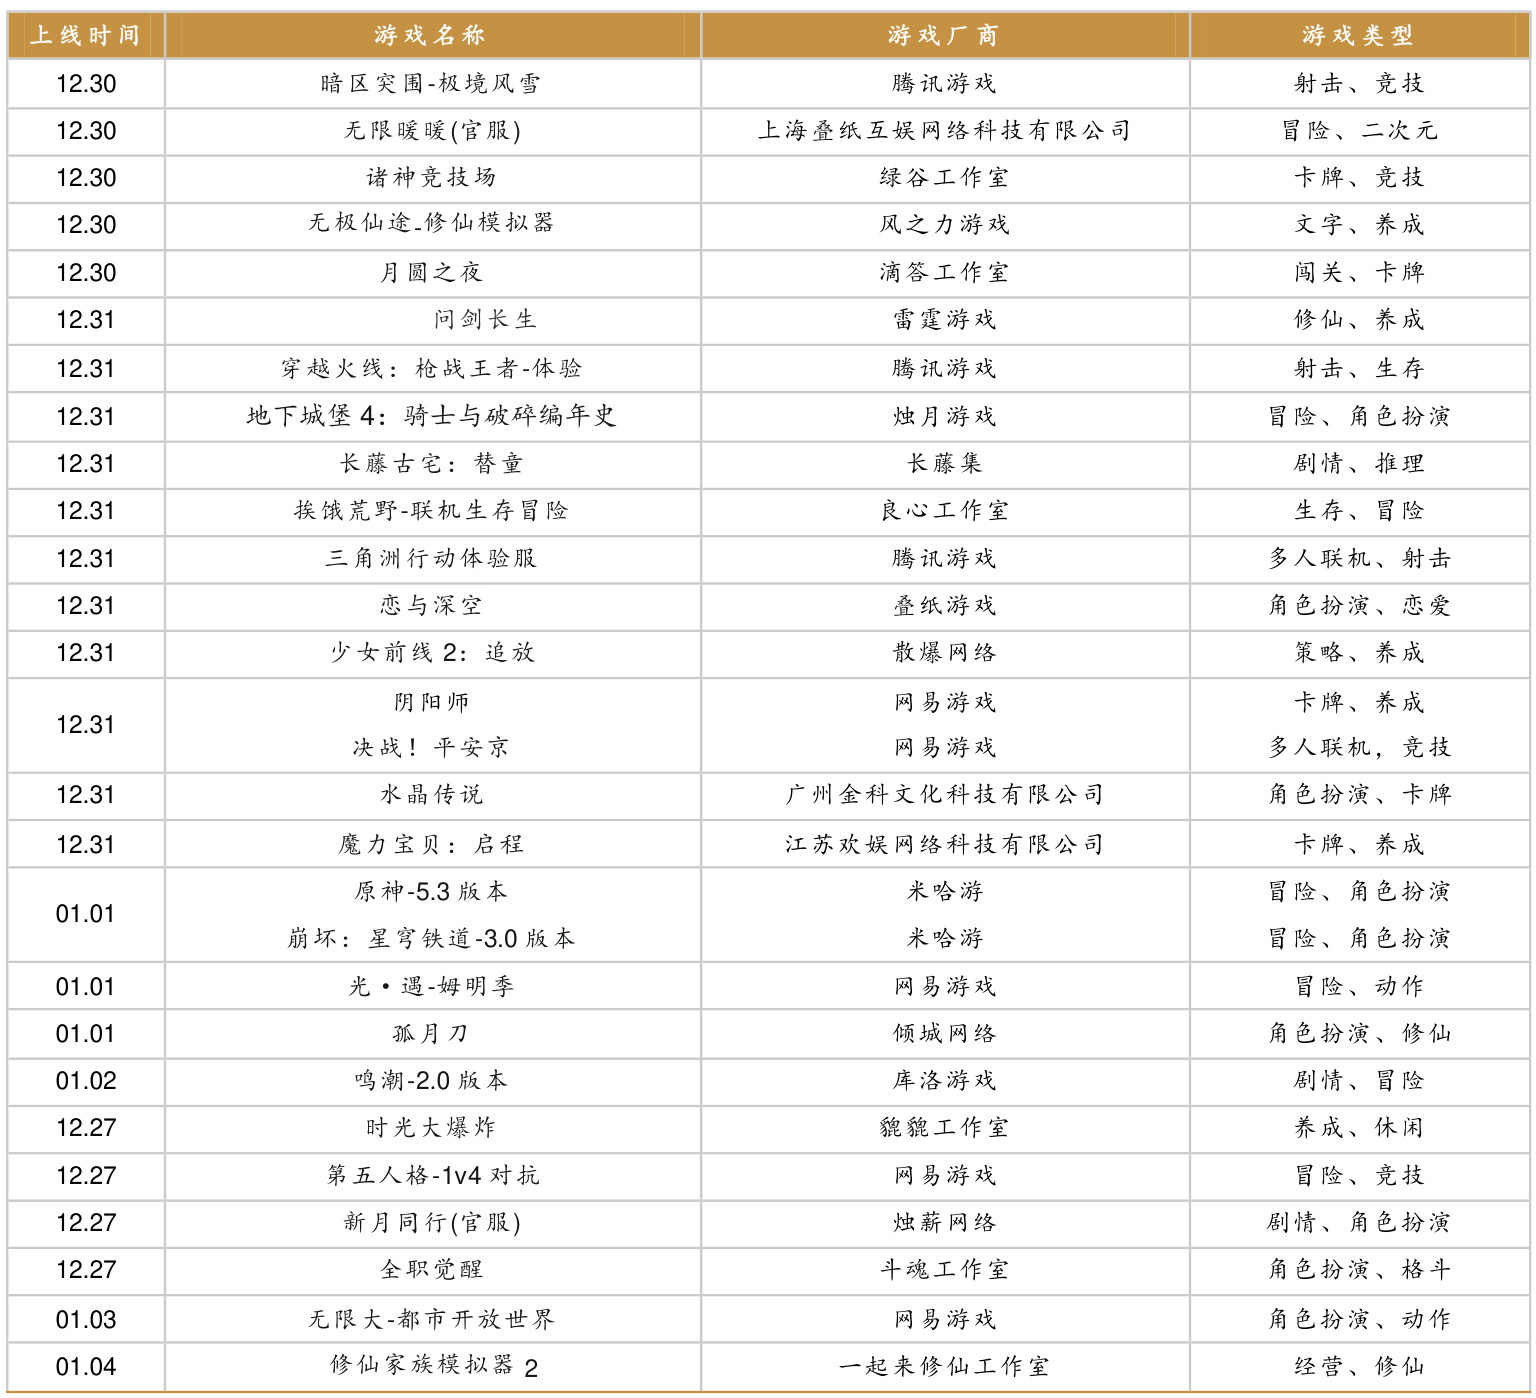 上线时间 游戏名称 游戏厂商 游戏类型
12.30 暗区突围-极境风雪 腾讯游戏 射击、竞技
12.30 无限暖暖(官服) 上海叠纸互娱网络科技有限公司 冒险、二次元
12.30 诸神竞技场 绿谷工作室 卡牌、竞技
12.30 无极仙途-修仙模拟器 风之力游戏 文字、养成
12.30 月圆之夜 滴答工作室 闯关、卡牌
12.31 问剑长生 雷霆游戏 修仙、养成
12.31 穿越火线：枪战王者-体验 腾讯游戏 射击、生存
12.31 地下城堡 4：骑士与破碎编年史 烛月游戏 冒险、角色扮演
12.31 长藤古宅：替童 长藤集 剧情、推理
12.31 挨饿荒野-联机生存冒险 良心工作室 生存、冒险
12.31 三角洲行动体验服 腾讯游戏 多人联机、射击
12.31 恋与深空 叠纸游戏 角色扮演、恋爱
12.31 少女前线 2：追放 散爆网络 策略、养成
12.31 阴阳师 网易游戏 卡牌、养成
决战！平安京 网易游戏 多人联机，竞技
12.31 水晶传说 广州金科文化科技有限公司 角色扮演、卡牌
12.31 魔力宝贝：启程 江苏欢娱网络科技有限公司 卡牌、养成
01.01 原神-5.3 版本 米哈游 冒险、角色扮演
崩坏：星穹铁道-3.0 版本 米哈游 冒险、角色扮演
01.01 光·遇-姆明季 网易游戏 冒险、动作
01.01 孤月刀 倾城网络 角色扮演、修仙
01.02 鸣潮-2.0 版本 库洛游戏 剧情、冒险
12.27 时光大爆炸 貔貔工作室 养成、休闲
12.27 第五人格-1v4 对抗 网易游戏 冒险、竞技
12.27 新月同行(官服) 烛薪网络 剧情、角色扮演
12.27 全职觉醒 斗魂工作室 角色扮演、格斗
01.03 无限大-都市开放世界 网易游戏 角色扮演、动作
01.04 修仙家族模拟器 2 一起来修仙工作室 经营、修仙